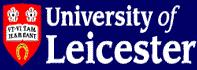 University of
Leicester
VT VITAM
HABEANT